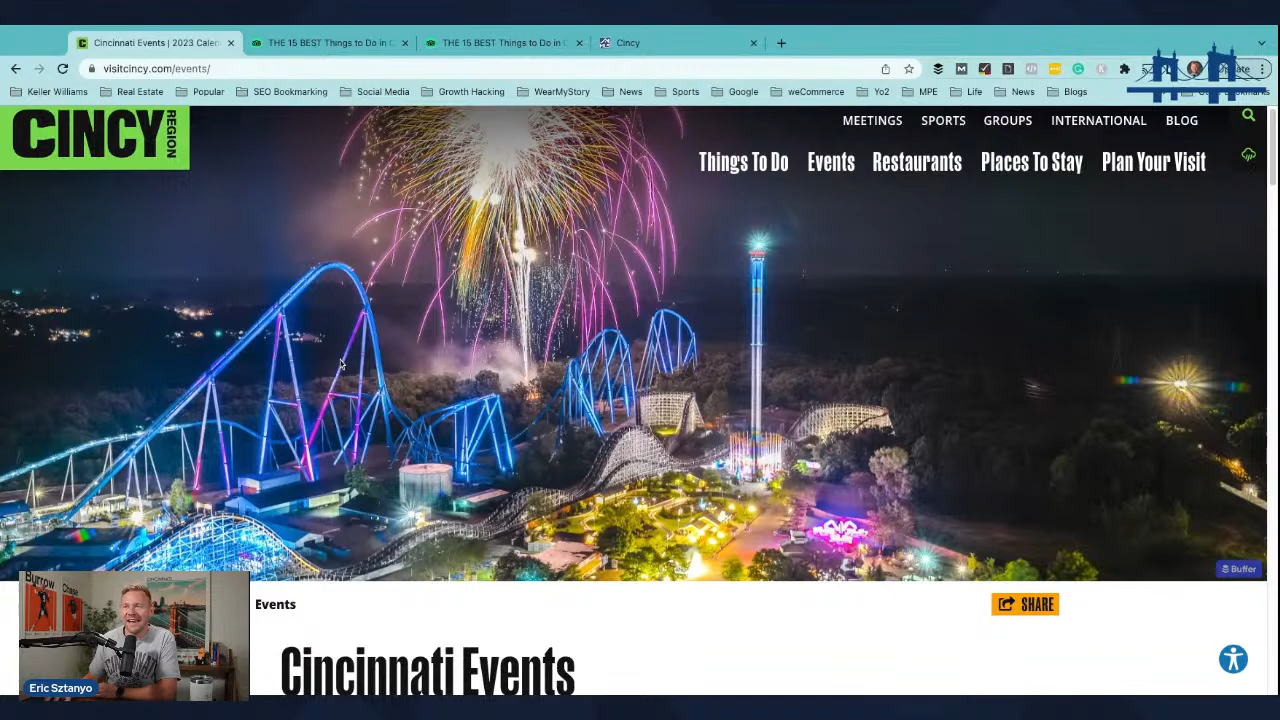 Cincinnati Events | 2023 Calen
THE 15 BEST Things to Do in C
THE 15 BEST Things to Do in C
Cincy
visitcincy.com/events/
Keller Williams
Real Estate
Popular
SEO Bookmarking
Social Media
Growth Hacking
WearMyStory
News
Sports
Google
weCommerce
Yo2
MPE
Life
News
Blogs
CINCY
REGION
MEETINGS
SPORTS
GROUPS
INTERNATIONAL
BLOG
Things To Do
Events
Restaurants
Places To Stay
Plan Your Visit
Buffer
Events
SHARE
Cincinnati Events
Burrow
Chase
Eric Sztanyo